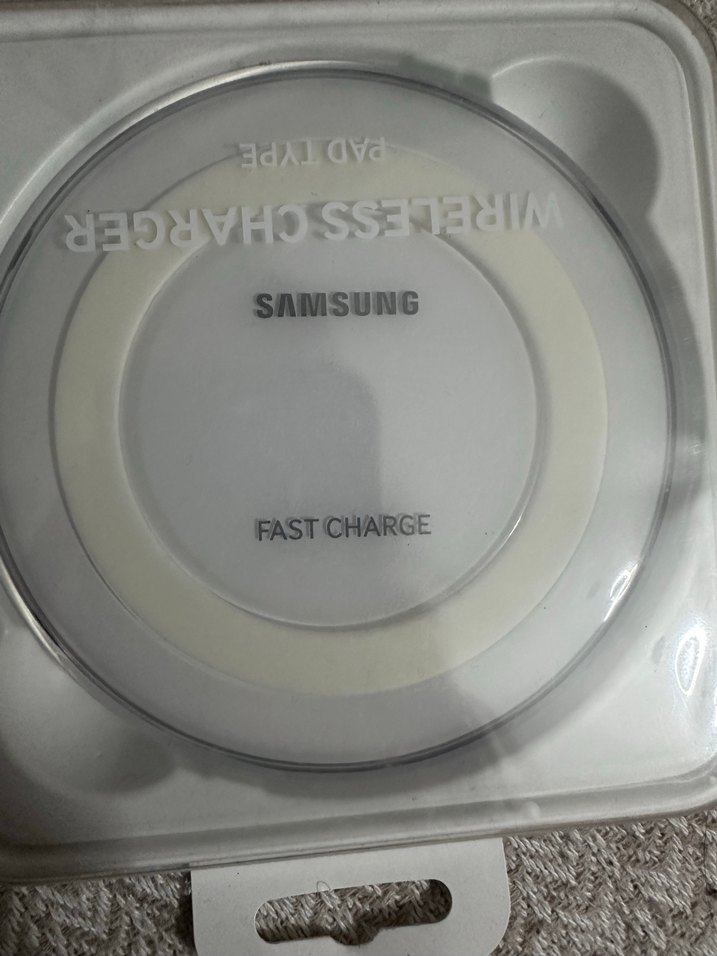 PAD TYPE
WIRELESS CHARGER
SAMSUNG
FAST CHARGE